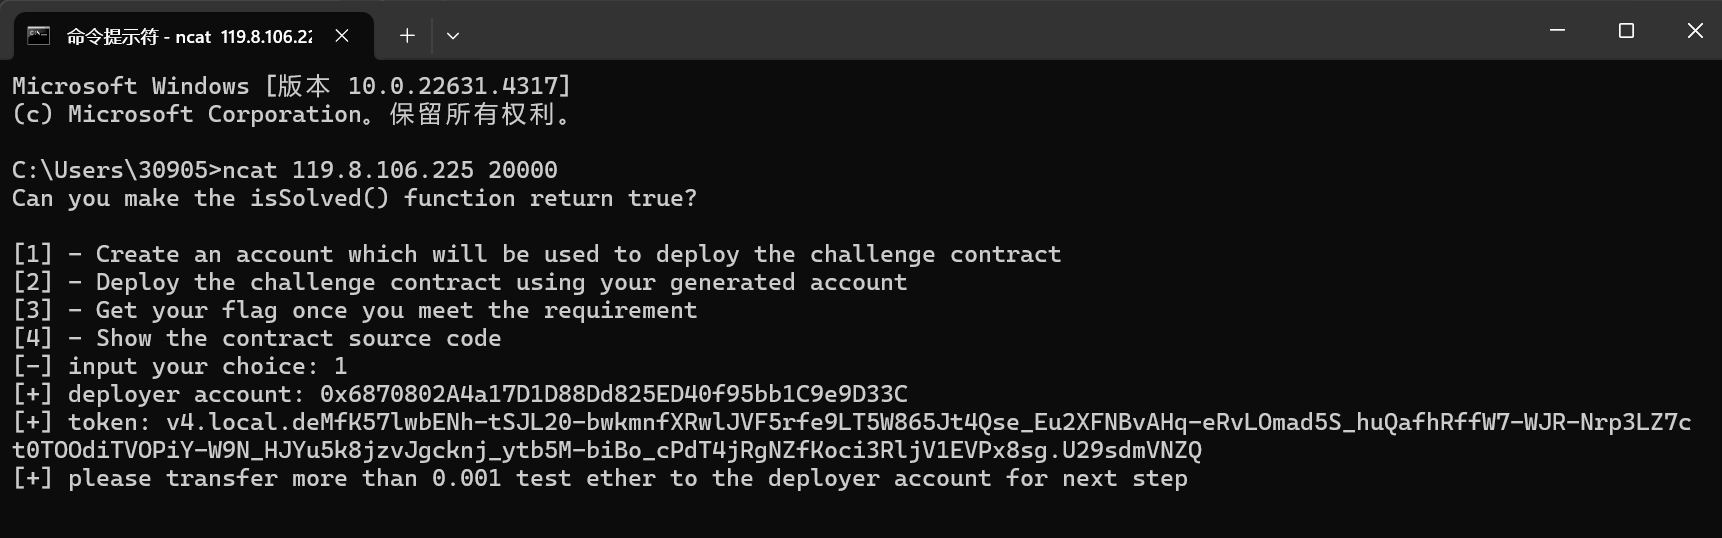 命令提示符 - ncat 119.8.106.22
Microsoft Windows [版本 10.0.22631.4317]
(c) Microsoft Corporation。保留所有权利。
C:\Users\30905>ncat 119.8.106.225 20000
Can you make the isSolved() function return true?
[1] - Create an account which will be used to deploy the challenge contract
[2] - Deploy the challenge contract using your generated account
[3] - Get your flag once you meet the requirement
[4] - Show the contract source code
[-] input your choice: 1
[+] deployer account: 0x6870802A4a17D1D88Dd825ED40f95bb1C9e9D33C
[+] token: v4.local.deMfK57lwbENh-tSJL20-bwkmnfXRwlJVF5rfe9LT5W865Jt4Qse_Eu2XFNBvAHq-eRvLOmad5S_huQafhRffW7-WJR-Nrp3LZ7c
t0TOOdiTVOPiY-W9N_HJYu5k8jzvJgcknj_ytb5M-biBo_cPdT4jRgNZfKoci3RljV1EVPx8sg.U29sdmVNZQ
[+] please transfer more than 0.001 test ether to the deployer account for next step